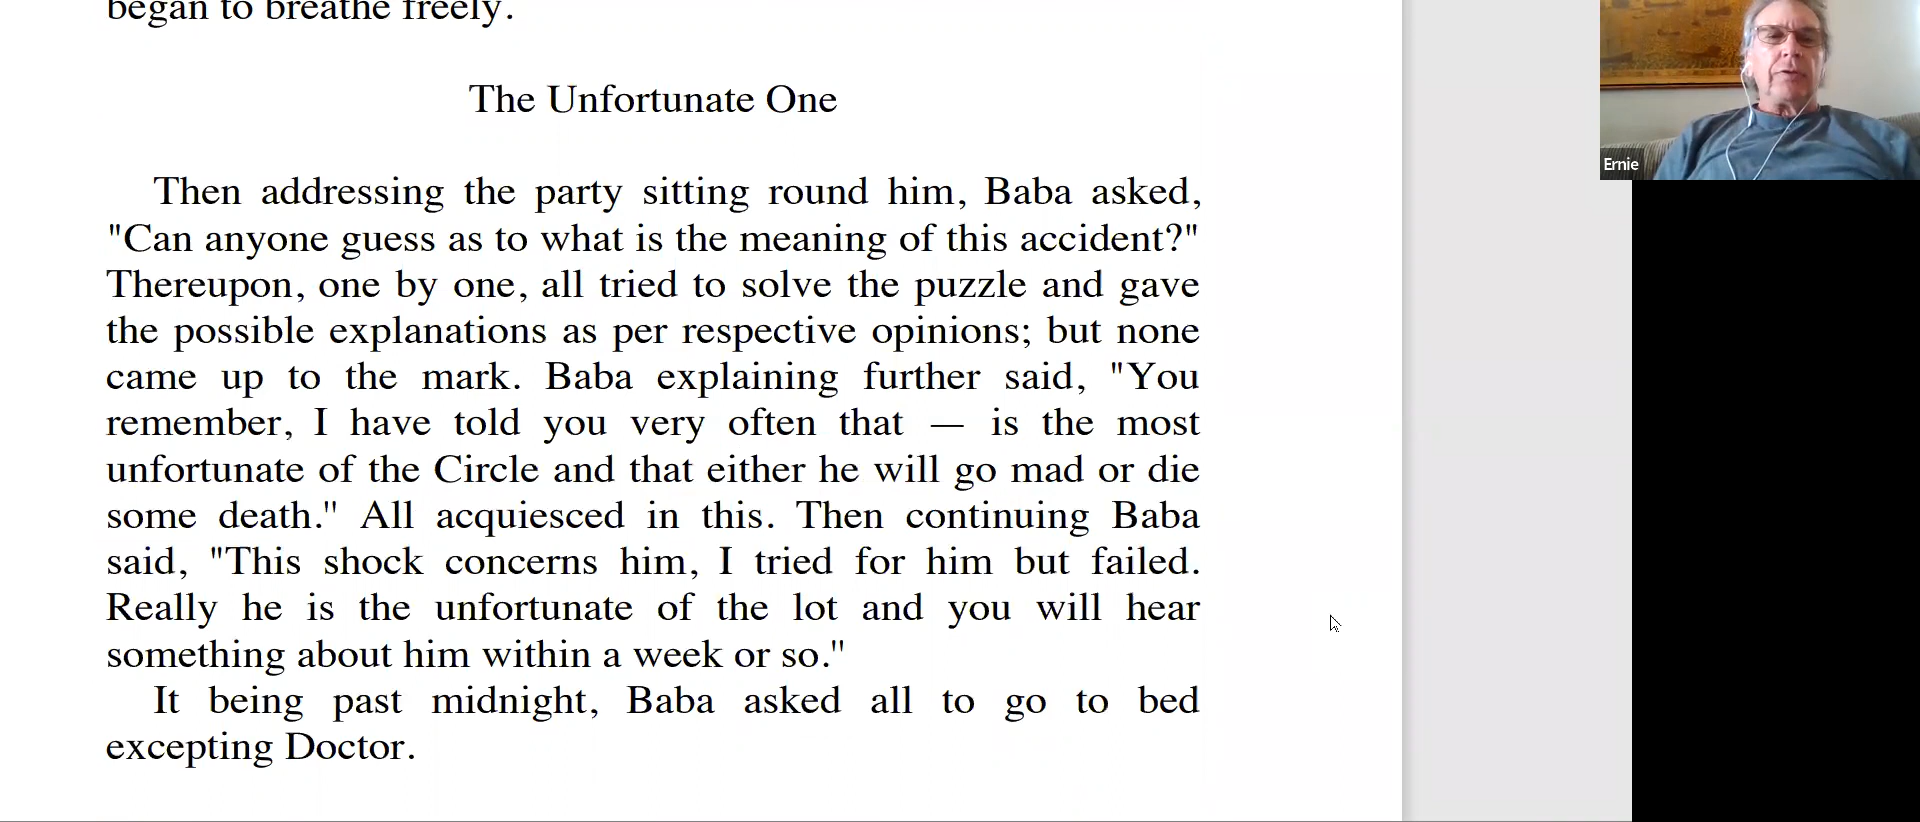 began to breathe freely.
The Unfortunate One
Then addressing the party sitting round him, Baba asked,
"Can anyone guess as to what is the meaning of this accident?"
Thereupon, one by one, all tried to solve the puzzle and gave
the possible explanations as per respective opinions; but none
came up to the mark. Baba explaining further said, "You
remember, I have told you very often that — is the most
unfortunate of the Circle and that either he will go mad or die
some death." All acquiesced in this. Then continuing Baba
said, "This shock concerns him, I tried for him but failed.
Really he is the unfortunate of the lot and you will hear
something about him within a week or so."
It being past midnight, Baba asked all to go to bed
excepting Doctor.
Ernie